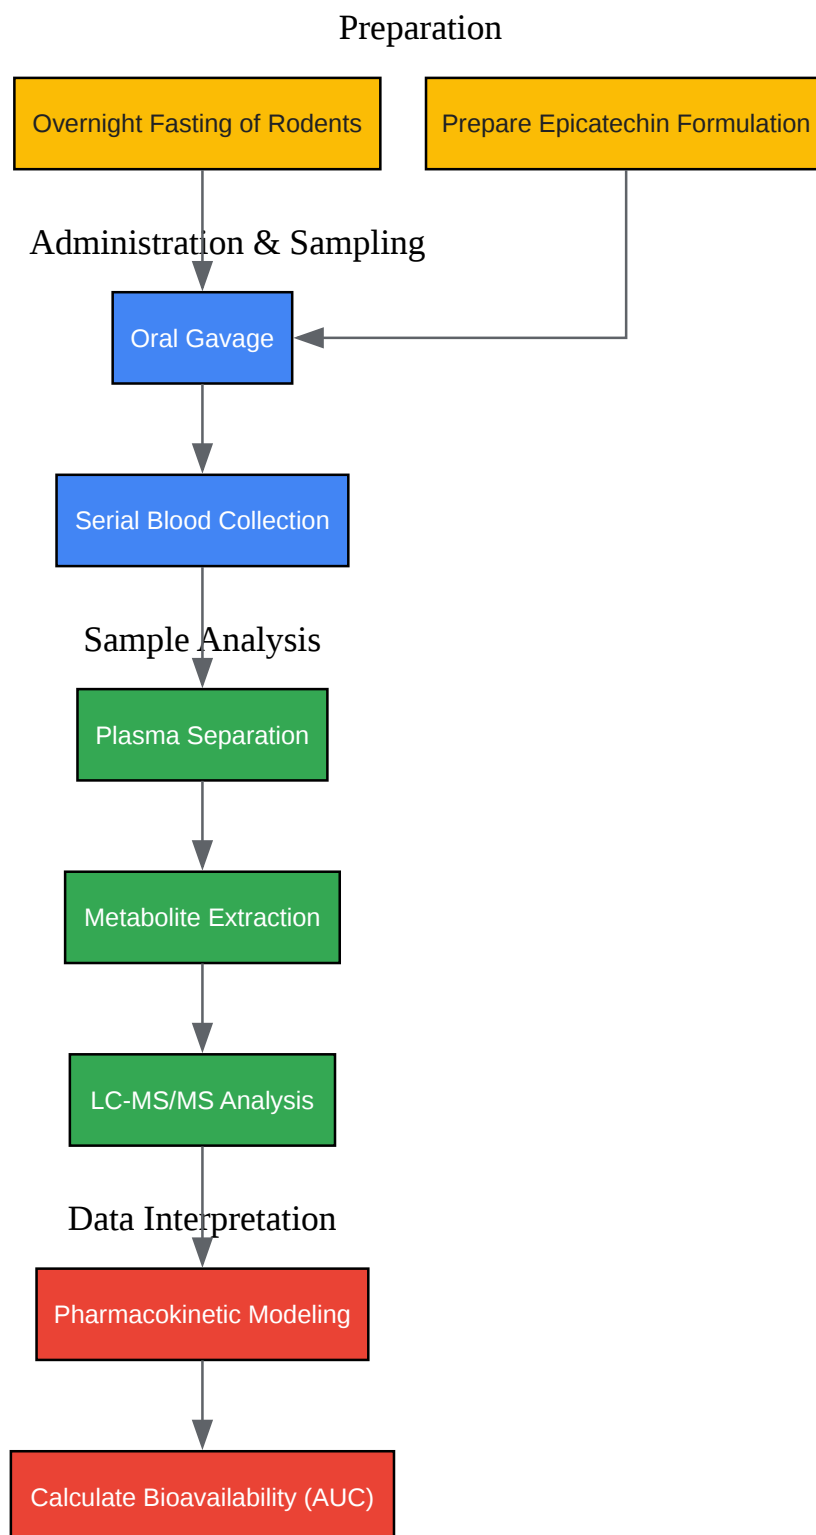 Preparation
Overnight Fasting of Rodents
Prepare Epicatechin Formulation
Administration & Sampling
Oral Gavage
Serial Blood Collection
Sample Analysis
Plasma Separation
Metabolite Extraction
LC-MS/MS Analysis
Data Interpretation
Pharmacokinetic Modeling
Calculate Bioavailability (AUC)